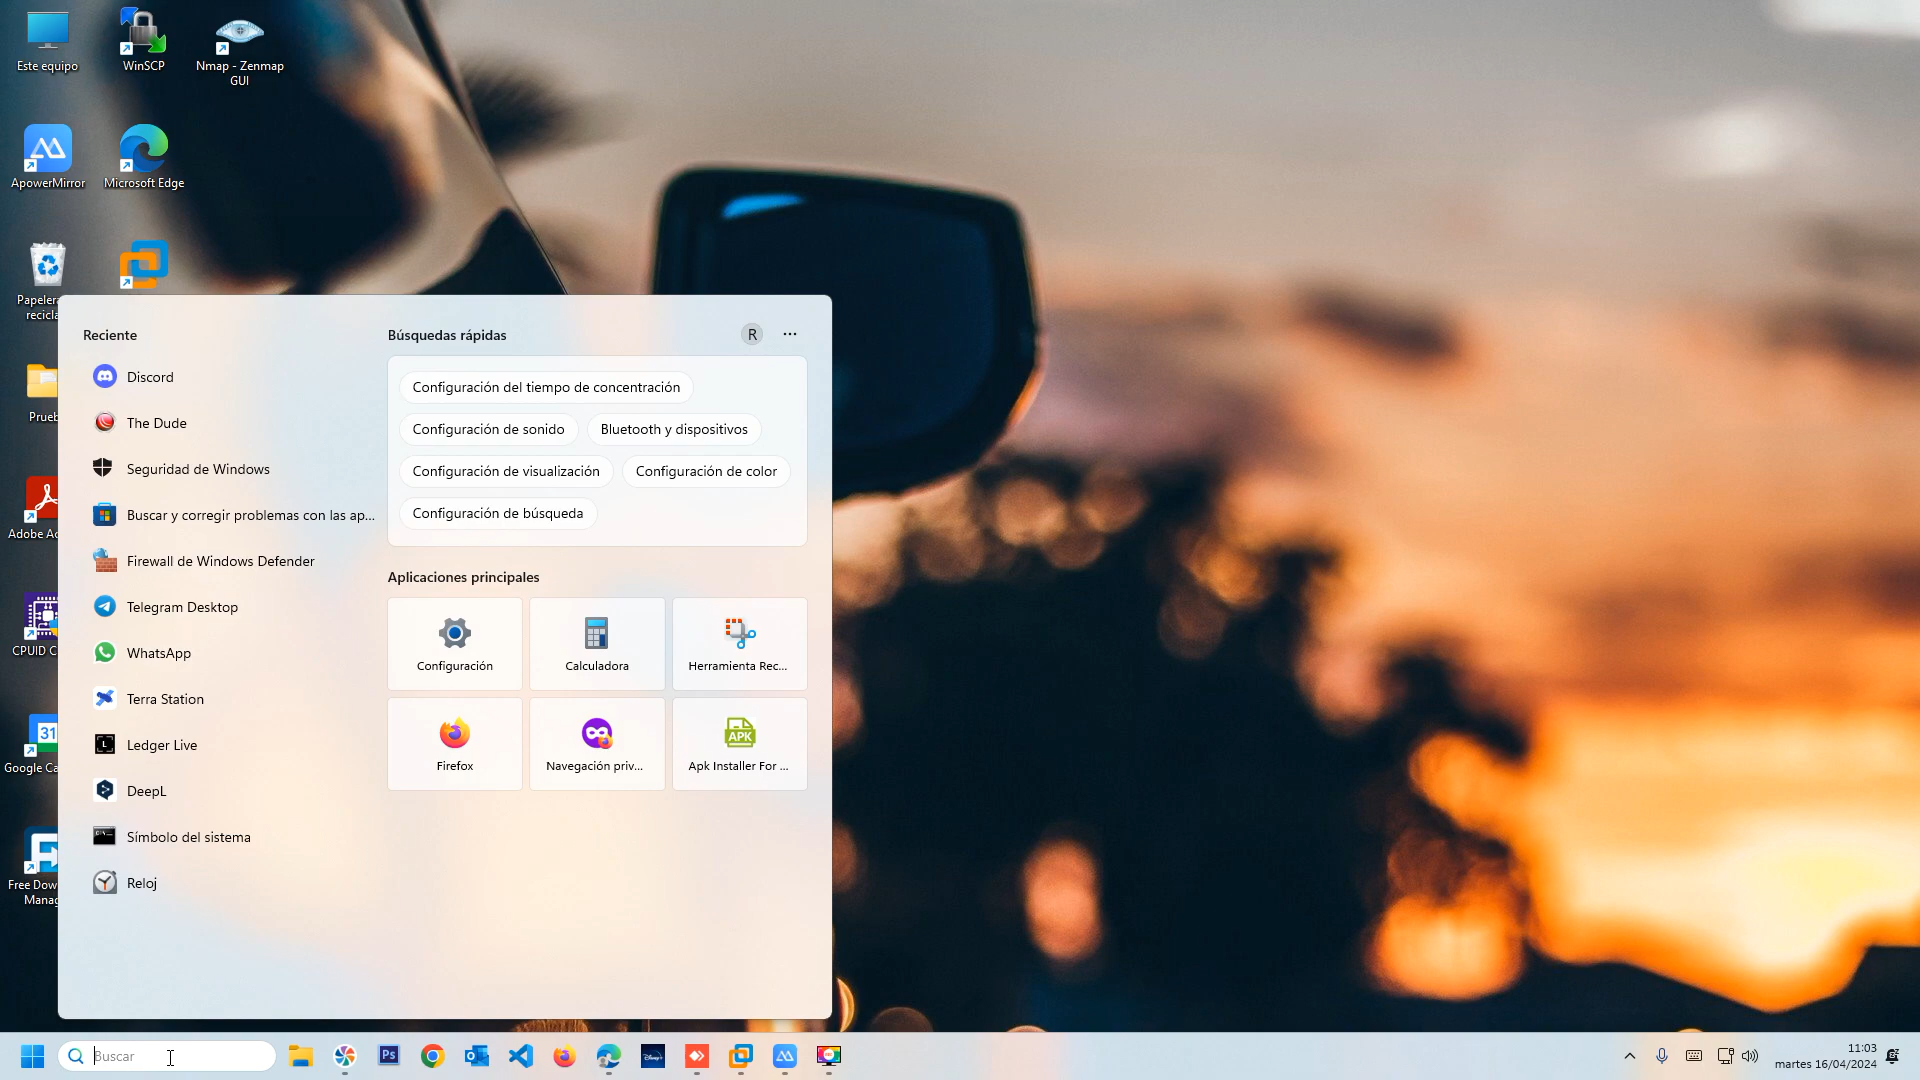 Este equipo
WinSCP
Nmap - Zenmap
GUI
ApowerMirror
Microsoft Edge
Papelera
recicla
Prueb
Adobe Ac
CPUID C
31
Google Ca
Free Dow
Manag
Reciente
Discord
The Dude
Seguridad de Windows
Buscar y corregir problemas con las ap...
Firewall de Windows Defender
Telegram Desktop
WhatsApp
Terra Station
Ledger Live
DeepL
Símbolo del sistema
Reloj
Búsquedas rápidas
R
Configuración del tiempo de concentración
Configuración de sonido
Bluetooth y dispositivos
Configuración de visualización
Configuración de color
Configuración de búsqueda
Aplicaciones principales
Configuración
Calculadora
Herramienta Rec...
Firefox
Navegación priv...
APK
Apk Installer For ...
Buscar
Ps
11:03
martes 16/04/2024